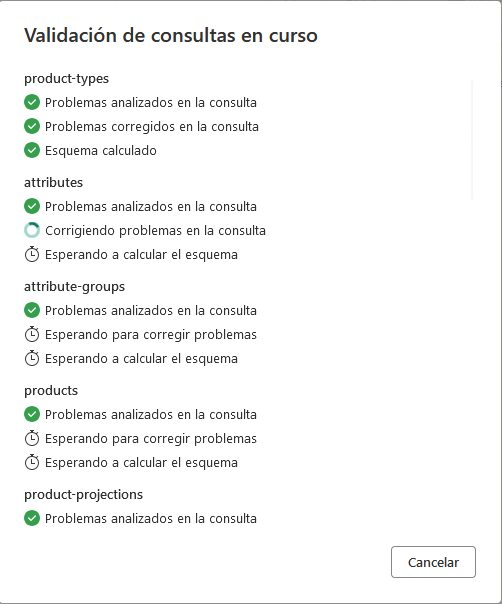 Validación de consultas en curso
product-types
Problemas analizados en la consulta
Problemas corregidos en la consulta
Esquema calculado
attributes
Problemas analizados en la consulta
Corrigiendo problemas en la consulta
Esperando a calcular el esquema
attribute-groups
Problemas analizados en la consulta
Esperando para corregir problemas
Esperando a calcular el esquema
products
Problemas analizados en la consulta
Esperando para corregir problemas
Esperando a calcular el esquema
product-projections
Problemas analizados en la consulta
Cancelar